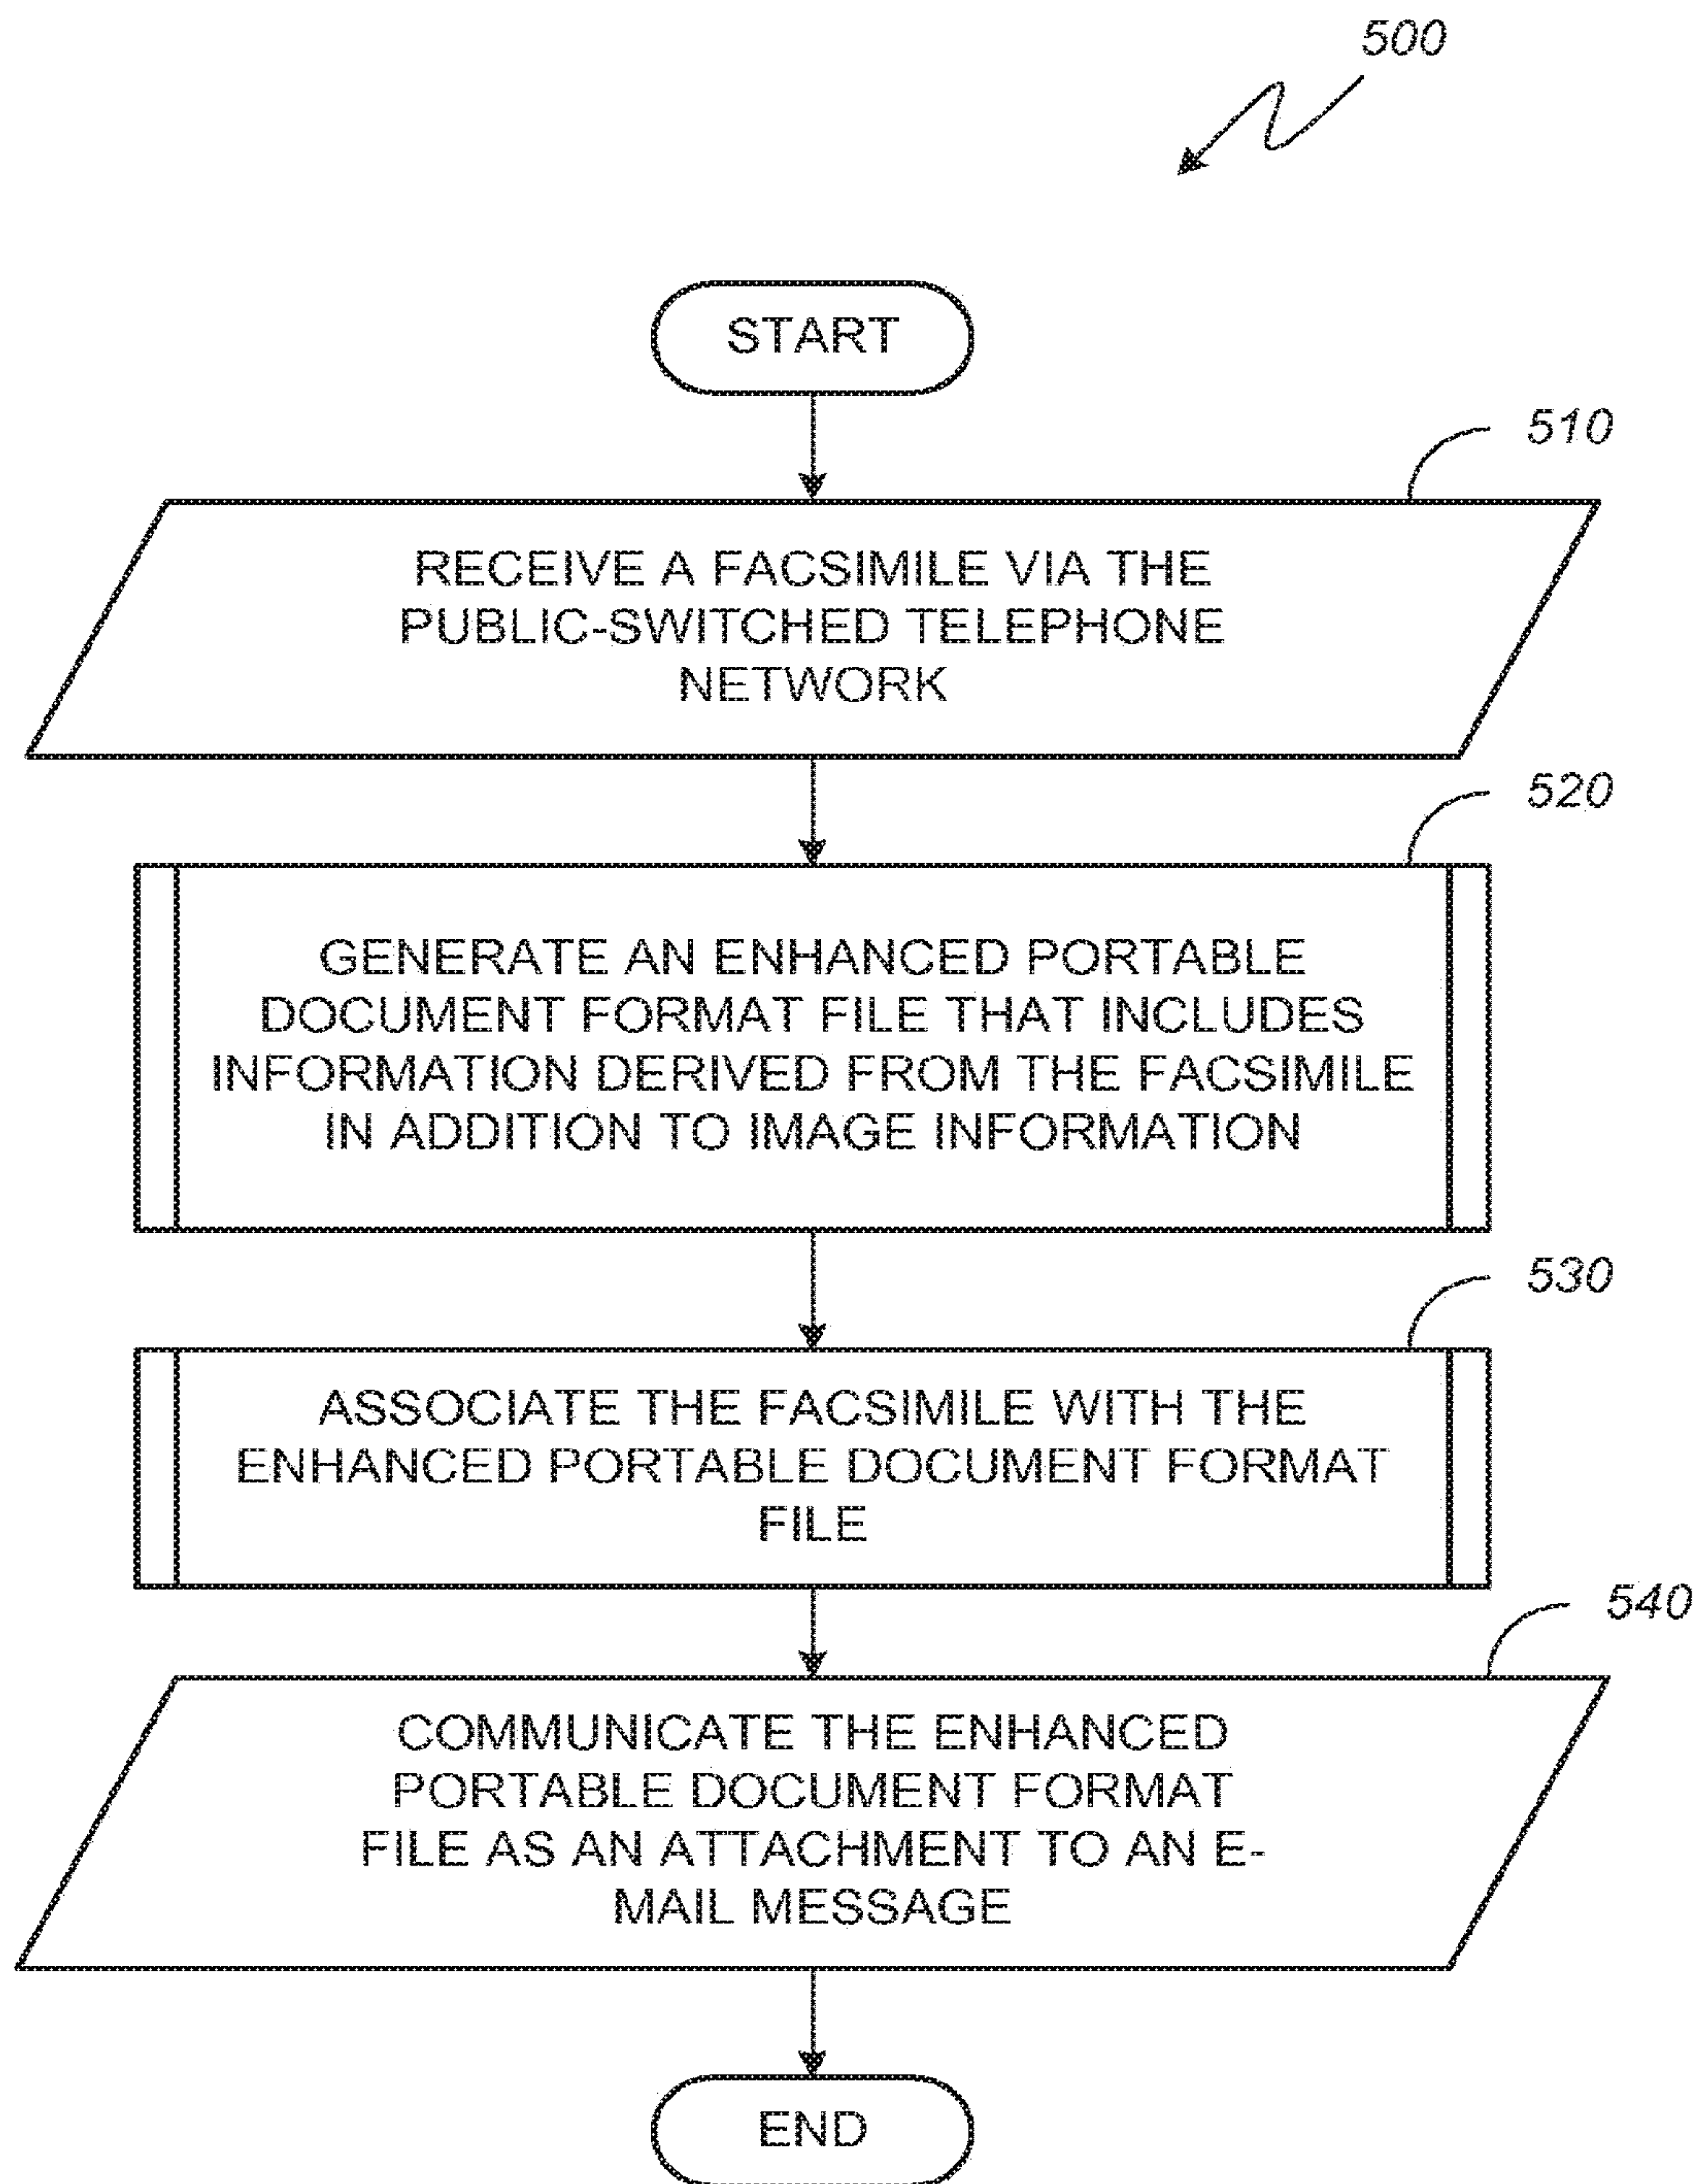 500
START
510
RECEIVE A FACSIMILE VIA THE
PUBLIC-SWITCHED TELEPHONE
NETWORK
520
GENERATE AN ENHANCED PORTABLE
DOCUMENT FORMAT FILE THAT INCLUDES
INFORMATION DERIVED FROM THE FACSIMILE
IN ADDITION TO IMAGE INFORMATION
530
ASSOCIATE THE FACSIMILE WITH THE
ENHANCED PORTABLE DOCUMENT FORMAT
FILE
540
COMMUNICATE THE ENHANCED
PORTABLE DOCUMENT FORMAT
FILE AS AN ATTACHMENT TO AN E-
MAIL MESSAGE
END